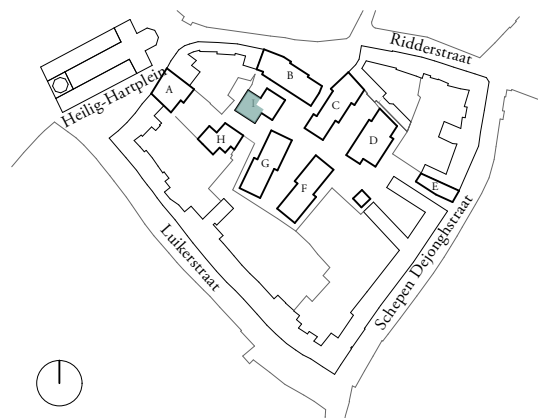 Ridderstraat
Heilig-Hartplein
A
B
C
D
E
F
G
H
Luikerstraat
Schepen Dejonghstraat